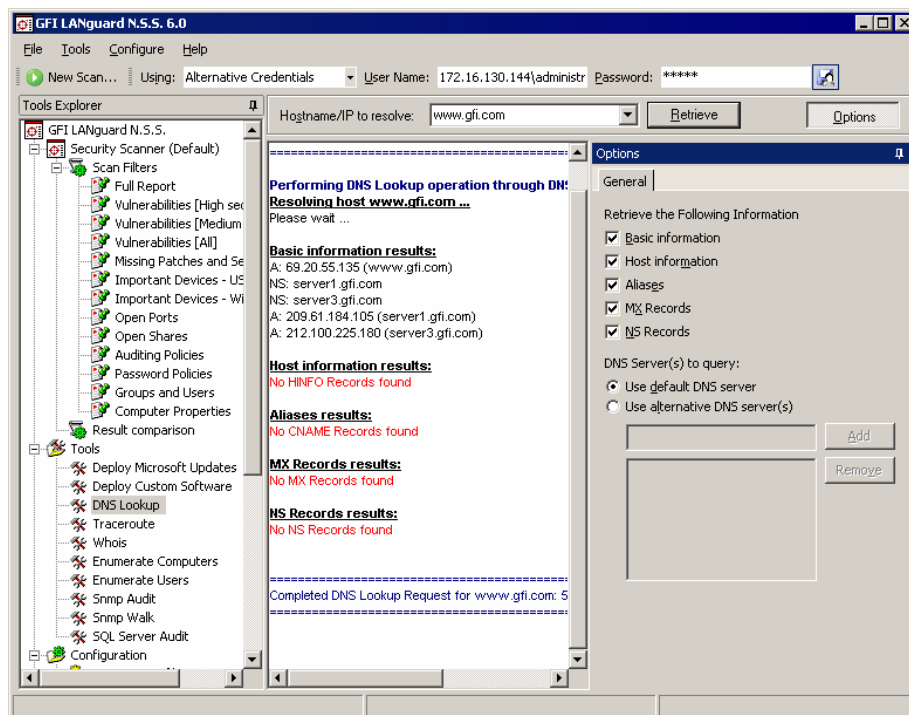 GFI LANguard N.S.S. 6.0
File Tools Configure Help
New Scan... Using: Alternative Credentials User Name: 172.16.130.144\administr Password: *****
Tools Explorer
GFI LANguard N.S.S.
Security Scanner (Default)
Scan Filters
Full Report
Vulnerabilities [High sec
Vulnerabilities [Medium
Vulnerabilities [All]
Missing Patches and Se
Important Devices - US
Important Devices - Wi
Open Ports
Open Shares
Auditing Policies
Password Policies
Groups and Users
Computer Properties
Result comparison
Tools
Deploy Microsoft Updates
Deploy Custom Software
DNS Lookup
Traceroute
Whois
Enumerate Computers
Enumerate Users
Snmp Audit
Snmp Walk
SQL Server Audit
Configuration
Hostname/IP to resolve: www.gfi.com Retrieve Options
Performing DNS Lookup operation through DN
Resolving host www.gfi.com ...
Please wait ...
Basic information results:
A: 69.20.55.135 (www.gfi.com)
NS: server1.gfi.com
NS: server3.gfi.com
A: 209.61.184.105 (server1.gfi.com)
A: 212.100.225.180 (server3.gfi.com)
Host information results:
No HINFO Records found
Aliases results:
No CNAME Records found
MX Records results:
No MX Records found
NS Records results:
No NS Records found
Completed DNS Lookup Request for www.gfi.com: 5
Options
General
Retrieve the Following Information
Basic information
Host information
Aliases
MX Records
NS Records
DNS Server(s) to query:
Use default DNS server
Use alternative DNS server(s)
Add
Remove